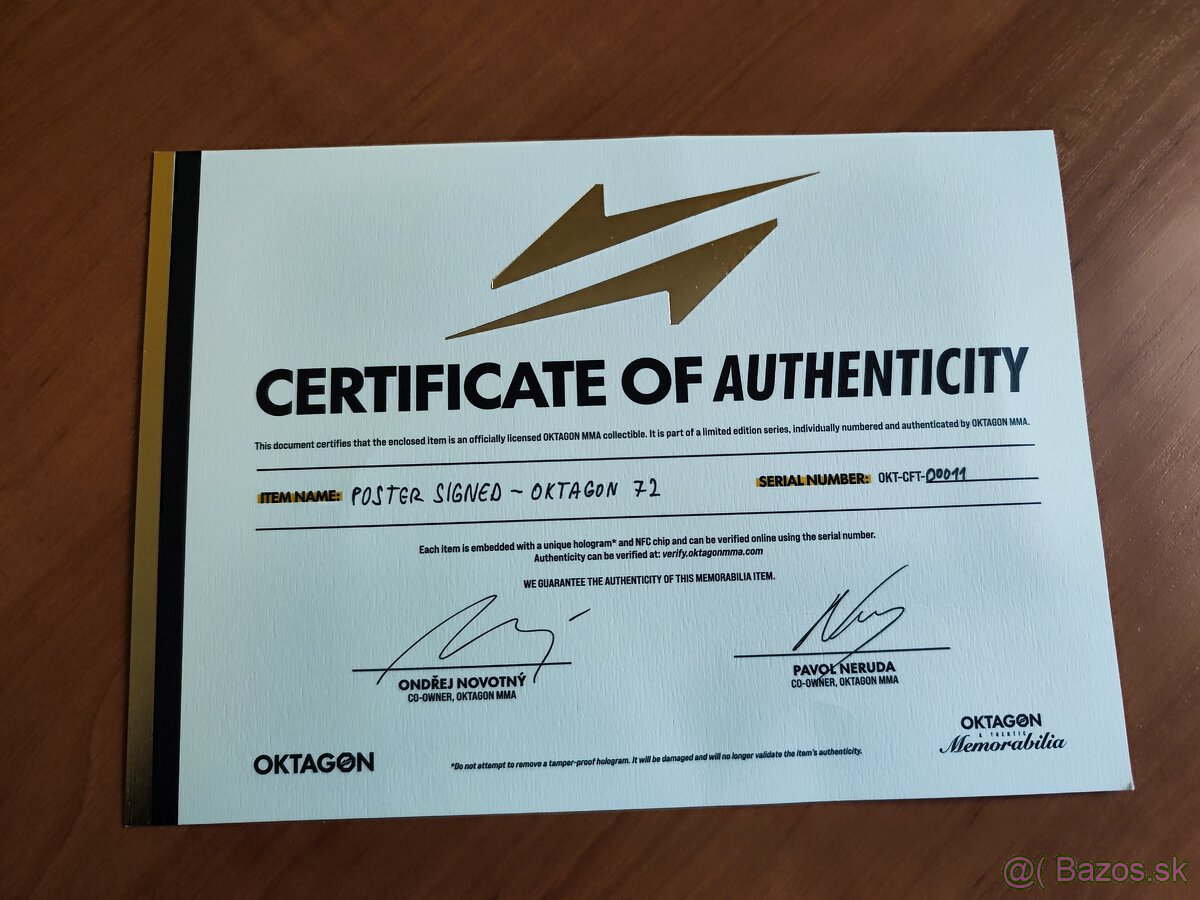 CERTIFICATE OF AUTHENTICITY
This document certifies that the enclosed item is an officially licensed OKTAGON MMA collectible. It is part of a limited edition series, individually numbered and authenticated by OKTAGON MMA.
ITEM NAME: POSTER SIGNED - OKTAGON 72 SERIAL NUMBER: OKT-CFT-00011
Each item is embedded with a unique hologram* and NFC chip and can be verified online using the serial number.
Authenticity can be verified at: verify.oktagonmma.com
WE GUARANTEE THE AUTHENTICITY OF THIS MEMORABILIA ITEM.
ONDŘEJ NOVOTNÝ PAVOL NERUDA
CO-OWNER, OKTAGON MMA CO-OWNER, OKTAGON MMA
OKTAGON
Memorabilia
OKTAGON *Do not attempt to remove a tamper-proof hologram. It will be damaged and will no longer validate the item's authenticity.
@( Bazos.sk